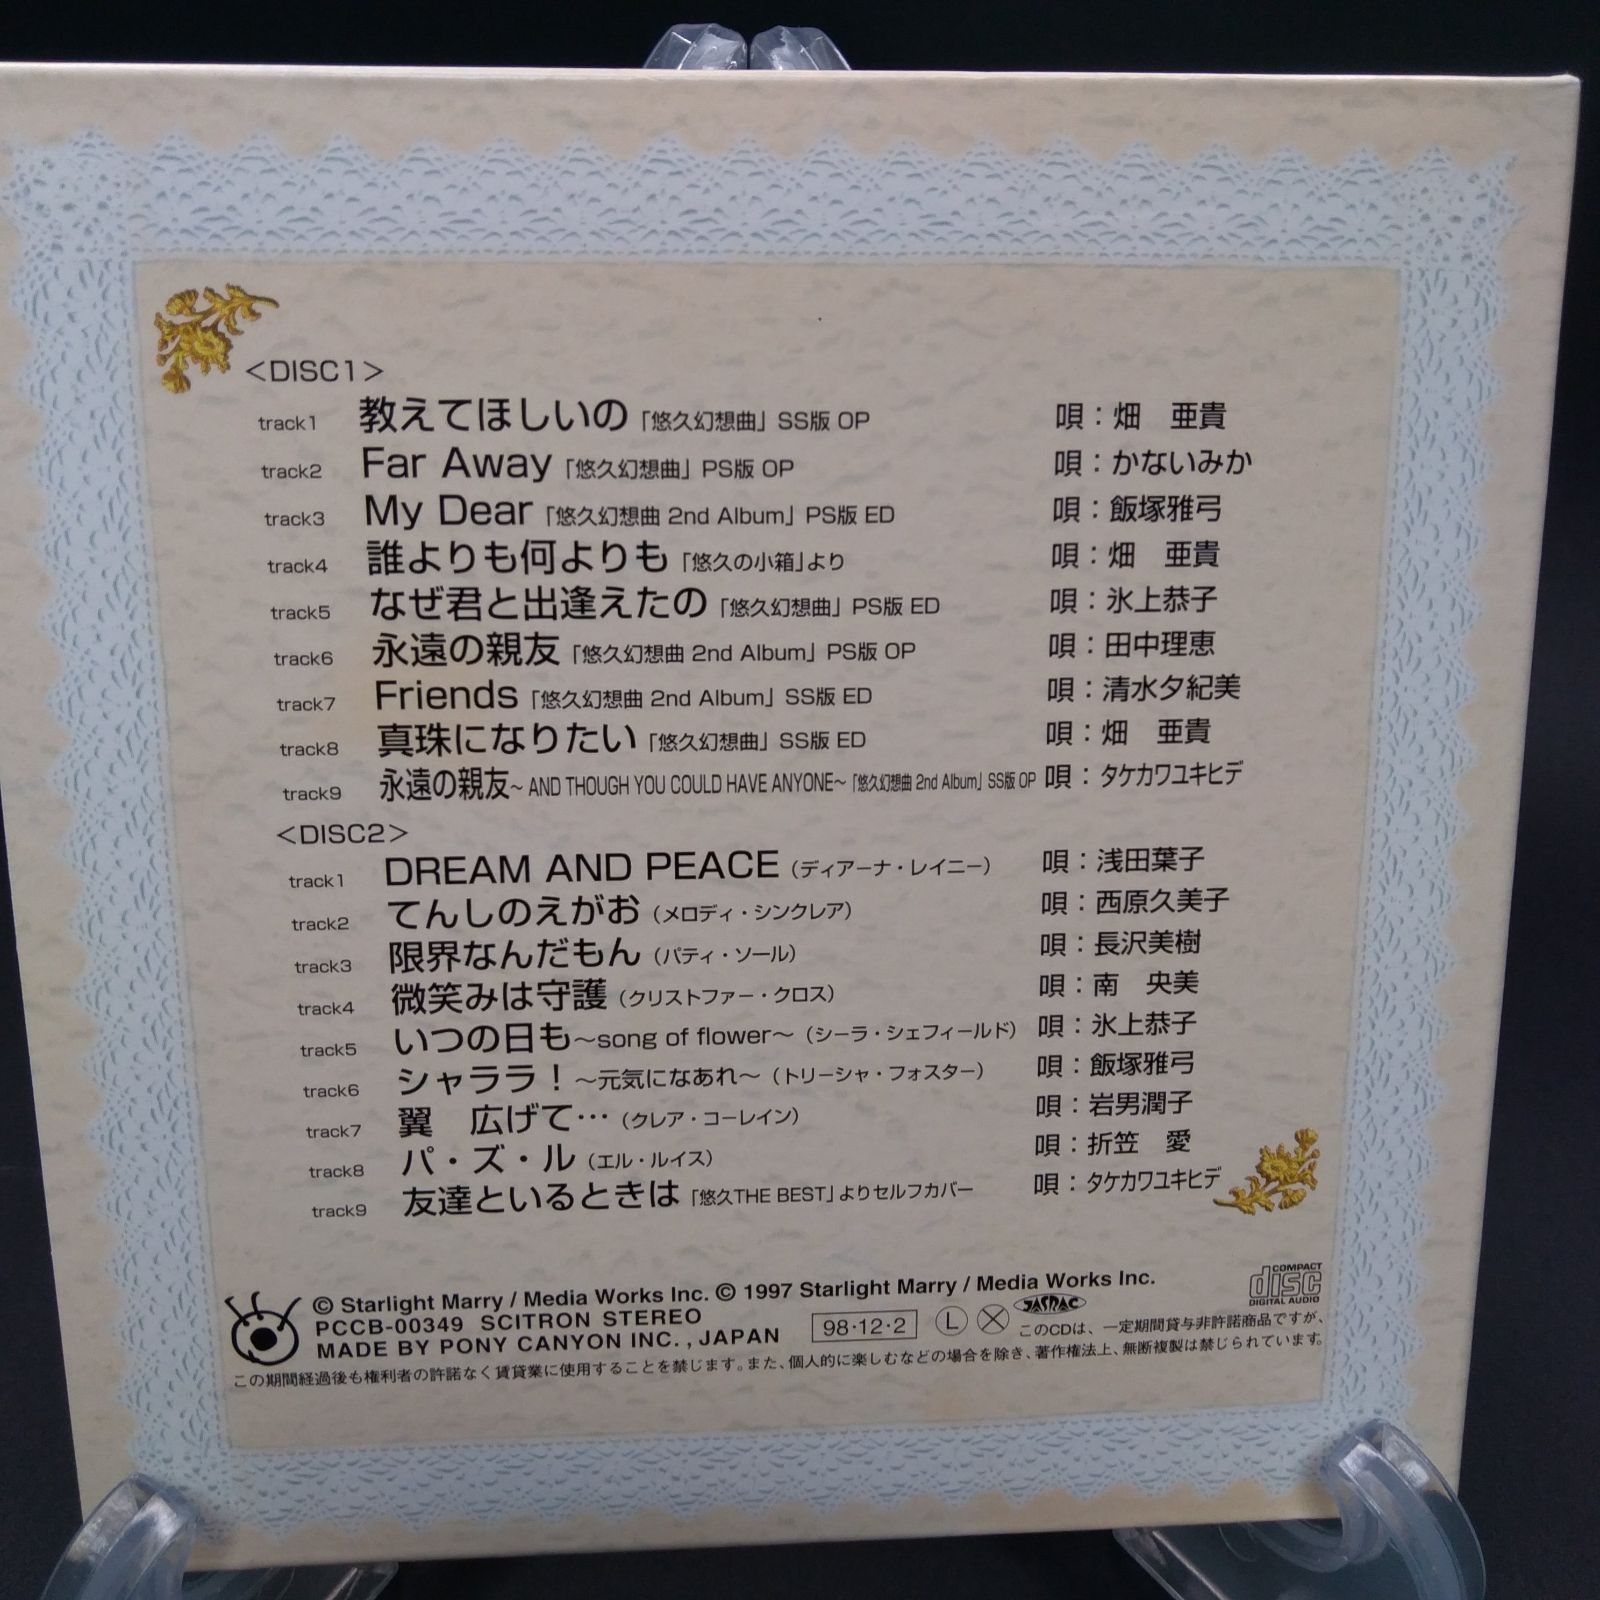 <DISC1>
track1 教えてほしいの「悠久幻想曲」SS版 OP 唄：畑　亜貴
track2 Far Away「悠久幻想曲」PS版 OP 唄：かないみか
track3 My Dear「悠久幻想曲 2nd Album」PS版 ED 唄：飯塚雅弓
track4 誰よりも何よりも「悠久の小箱」より 唄：畑　亜貴
track5 なぜ君と出逢えたの「悠久幻想曲」PS版 ED 唄：氷上恭子
track6 永遠の親友「悠久幻想曲 2nd Album」PS版 OP 唄：田中理恵
track7 Friends「悠久幻想曲 2nd Album」SS版 ED 唄：清水夕紀美
track8 真珠になりたい「悠久幻想曲」SS版 ED 唄：畑　亜貴
track9 永遠の親友～AND THOUGH YOU COULD HAVE ANYONE～「悠久幻想曲 2nd Album」SS版 OP 唄：タケカワユキヒデ
<DISC2>
track1 DREAM AND PEACE（ディアーナ・レイニー） 唄：浅田葉子
track2 てんしのえがお（メロディ・シンクレア） 唄：西原久美子
track3 限界なんだもん（パティ・ソール） 唄：長沢美樹
track4 微笑みは守護（クリストファー・クロス） 唄：南　央美
track5 いつの日も～song of flower～（シーラ・シェフィールド） 唄：氷上恭子
track6 シャララ！～元気になあれ～（トリーシャ・フォスター） 唄：飯塚雅弓
track7 翼　広げて…（クレア・コーレイン） 唄：岩男潤子
track8 パ・ズ・ル（エル・ルイス） 唄：折笠　愛
track9 友達といるときは「悠久THE BEST」よりセルフカバー 唄：タケカワユキヒデ
© Starlight Marry / Media Works Inc. © 1997 Starlight Marry / Media Works Inc.
COMPACT disc DIGITAL AUDIO
PCCB-00349 SCITRON STEREO
MADE BY PONY CANYON INC., JAPAN
98・12・2 Ⓛ Ⓧ JASRAC
このCDは、一定期間貸与非許諾商品ですが、
この期間経過後も権利者の許諾なく賃貸業に使用することを禁じます。また、個人的に楽しむなどの場合を除き、著作権法上、無断複製は禁じられています。